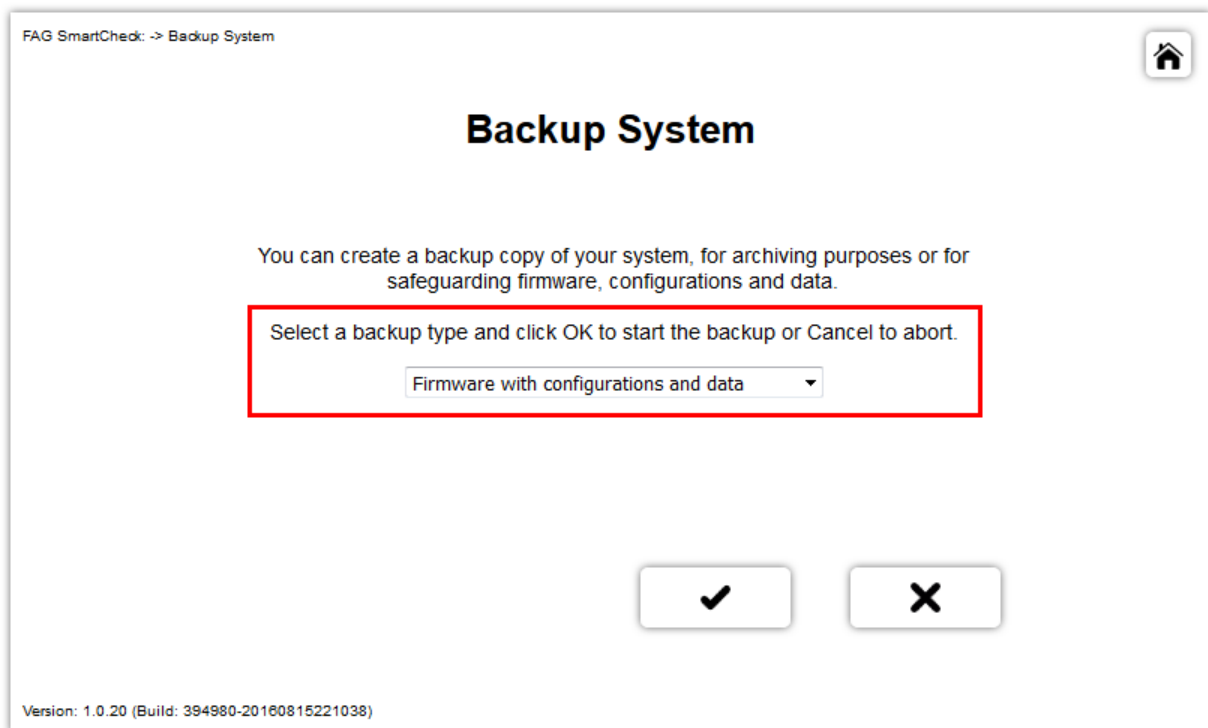 FAG SmartCheck: -> Backup System
Backup System
You can create a backup copy of your system, for archiving purposes or for
safeguarding firmware, configurations and data.
Select a backup type and click OK to start the backup or Cancel to abort.
Firmware with configurations and data
Version: 1.0.20 (Build: 394980-20160815221038)